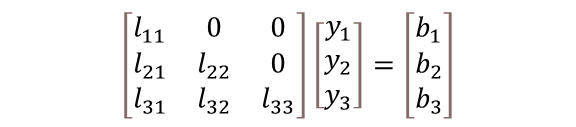 [l₁₁ 0 0] [y₁] [b₁]
[l₂₁ l₂₂ 0] [y₂] = [b₂]
[l₃₁ l₃₂ l₃₃] [y₃] [b₃]